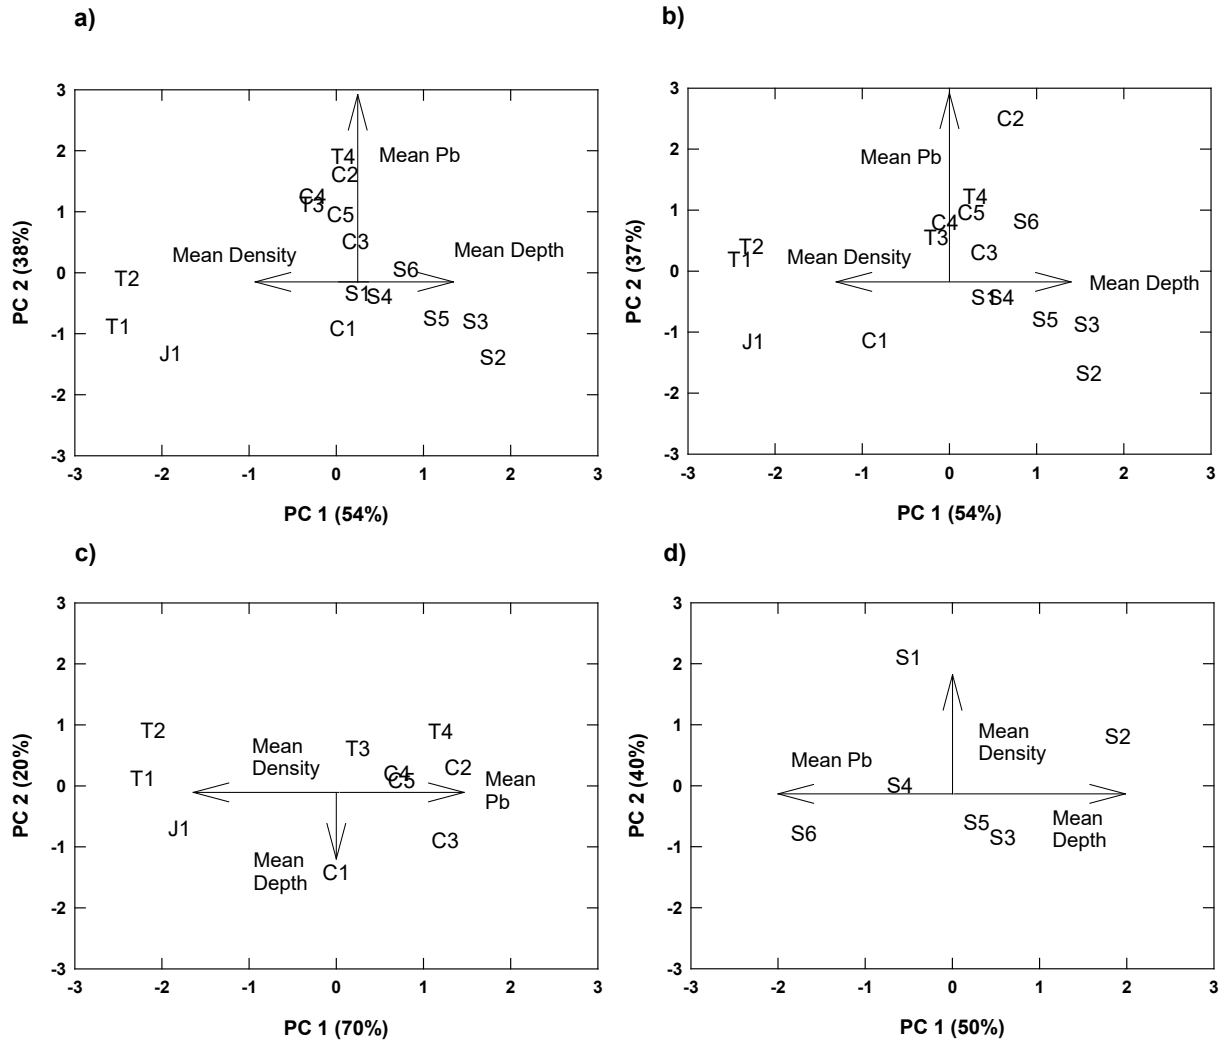 a)
3
2
1
0
-1
-2
-3
PC 2 (38%)
T4
Mean Pb
C2
C4
T3
C5
C3
Mean Density
Mean Depth
T2
S6
S1
S4
T1
C1
S5
S3
J1
S2
-3 -2 -1 0 1 2 3
PC 1 (54%)
b)
3
2
1
0
-1
-2
-3
PC 2 (37%)
C2
Mean Pb
T4
C5
C4
S6
T3
T2
C3
T1
Mean Density
Mean Depth
S1
S4
S5
S3
J1
C1
S2
-3 -2 -1 0 1 2 3
PC 1 (54%)
c)
3
2
1
0
-1
-2
-3
PC 2 (20%)
T2
T4
Mean
Density
T3
C4
C2
T1
C5
Mean
Pb
J1
C3
Mean
Depth
C1
-3 -2 -1 0 1 2 3
PC 1 (70%)
d)
3
2
1
0
-1
-2
-3
PC 2 (40%)
S1
Mean
Density
S2
Mean Pb
S4
S6
S5
S3
Mean
Depth
-3 -2 -1 0 1 2 3
PC 1 (50%)